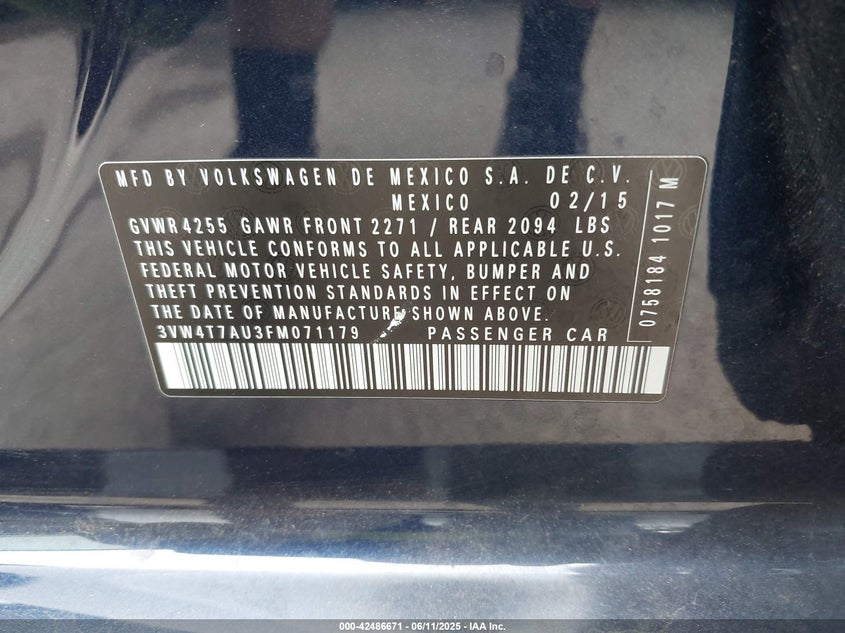 MFD BY VOLKSWAGEN DE MEXICO S.A. DE C.V.
MEXICO 02/15
GVWR 4255 GAWR FRONT 2271 / REAR 2094 LBS
THIS VEHICLE CONFORMS TO ALL APPLICABLE U.S.
FEDERAL MOTOR VEHICLE SAFETY, BUMPER AND
THEFT PREVENTION STANDARDS IN EFFECT ON
THE DATE OF MANUFACTURE SHOWN ABOVE.
3VW4T7AU3FM071179 PASSENGER CAR
0758184 1017 M
000-42486671 - 06/11/2025 - IAA Inc.